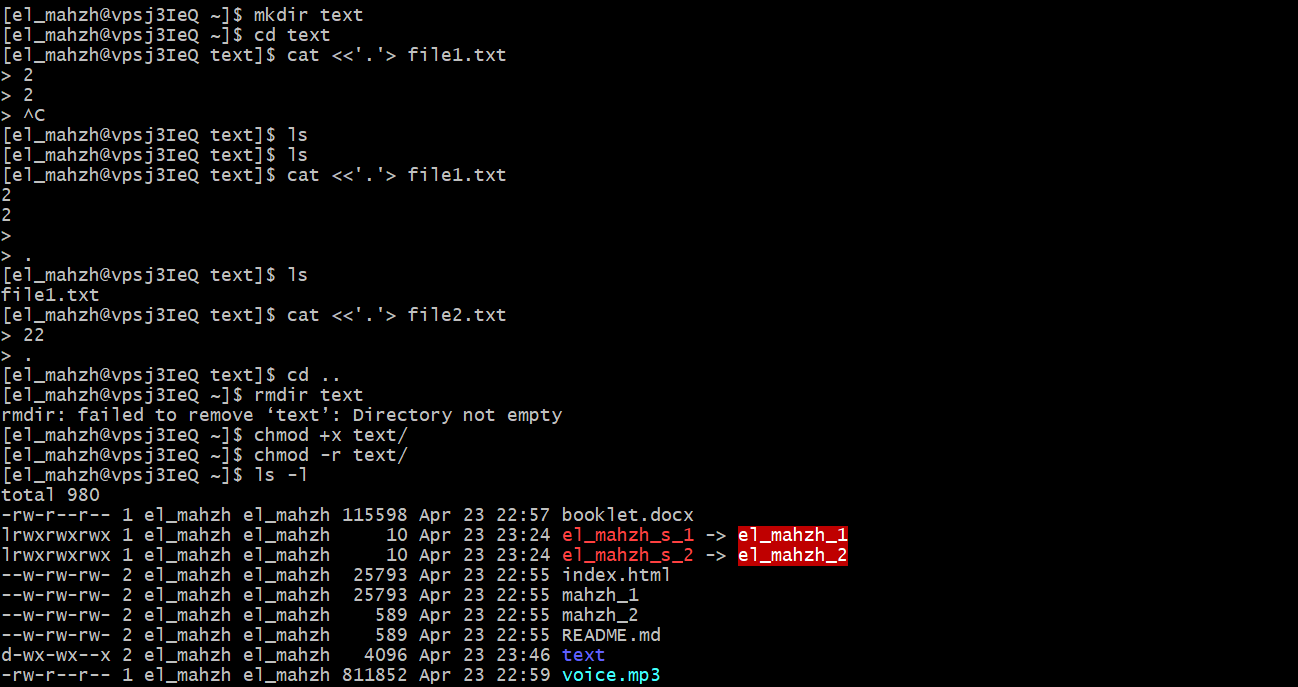 [el_mahzh@vpsj3IeQ ~]$ mkdir text
[el_mahzh@vpsj3IeQ ~]$ cd text
[el_mahzh@vpsj3IeQ text]$ cat <<'.'> file1.txt
> 2
> 2
> ^C
[el_mahzh@vpsj3IeQ text]$ ls
[el_mahzh@vpsj3IeQ text]$ ls
[el_mahzh@vpsj3IeQ text]$ cat <<'.'> file1.txt
2
2
>
> .
[el_mahzh@vpsj3IeQ text]$ ls
file1.txt
[el_mahzh@vpsj3IeQ text]$ cat <<'.'> file2.txt
> 22
> .
[el_mahzh@vpsj3IeQ text]$ cd ..
[el_mahzh@vpsj3IeQ ~]$ rmdir text
rmdir: failed to remove ‘text’: Directory not empty
[el_mahzh@vpsj3IeQ ~]$ chmod +x text/
[el_mahzh@vpsj3IeQ ~]$ chmod -r text/
[el_mahzh@vpsj3IeQ ~]$ ls -l
total 980
-rw-r--r-- 1 el_mahzh el_mahzh 115598 Apr 23 22:57 booklet.docx
lrwxrwxrwx 1 el_mahzh el_mahzh     10 Apr 23 23:24 el_mahzh_s_1 -> el_mahzh_1
lrwxrwxrwx 1 el_mahzh el_mahzh     10 Apr 23 23:24 el_mahzh_s_2 -> el_mahzh_2
--w-rw-rw- 2 el_mahzh el_mahzh  25793 Apr 23 22:55 index.html
--w-rw-rw- 2 el_mahzh el_mahzh  25793 Apr 23 22:55 mahzh_1
--w-rw-rw- 2 el_mahzh el_mahzh    589 Apr 23 22:55 mahzh_2
--w-rw-rw- 2 el_mahzh el_mahzh    589 Apr 23 22:55 README.md
d-wx-wx--x 2 el_mahzh el_mahzh   4096 Apr 23 23:46 text
-rw-r--r-- 1 el_mahzh el_mahzh 811852 Apr 23 22:59 voice.mp3